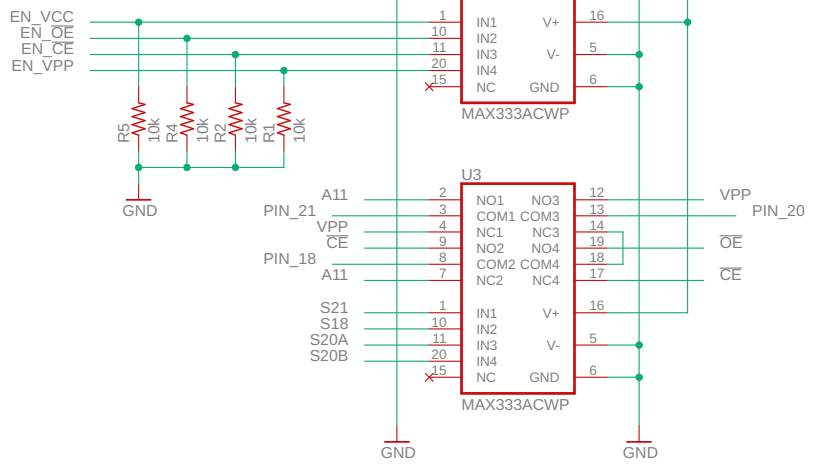 EN_VCC 1 IN1 V+ 16
EN_OE 10 IN2
EN_CE 11 IN3 V- 5
EN_VPP 20 IN4
15 NC GND 6
MAX333ACWP
R5 10k R4 10k R2 10k R1 10k
GND
U3
A11 2 NO1 NO3 12 VPP
PIN_21 3 COM1 COM3 13 PIN_20
VPP 4 NC1 NC3 14
CE 9 NO2 NO4 19 OE
PIN_18 8 COM2 COM4 18
A11 7 NC2 NC4 17 CE
S21 1 IN1 V+ 16
S18 10 IN2
S20A 11 IN3 V- 5
S20B 20 IN4
15 NC GND 6
MAX333ACWP
GND GND